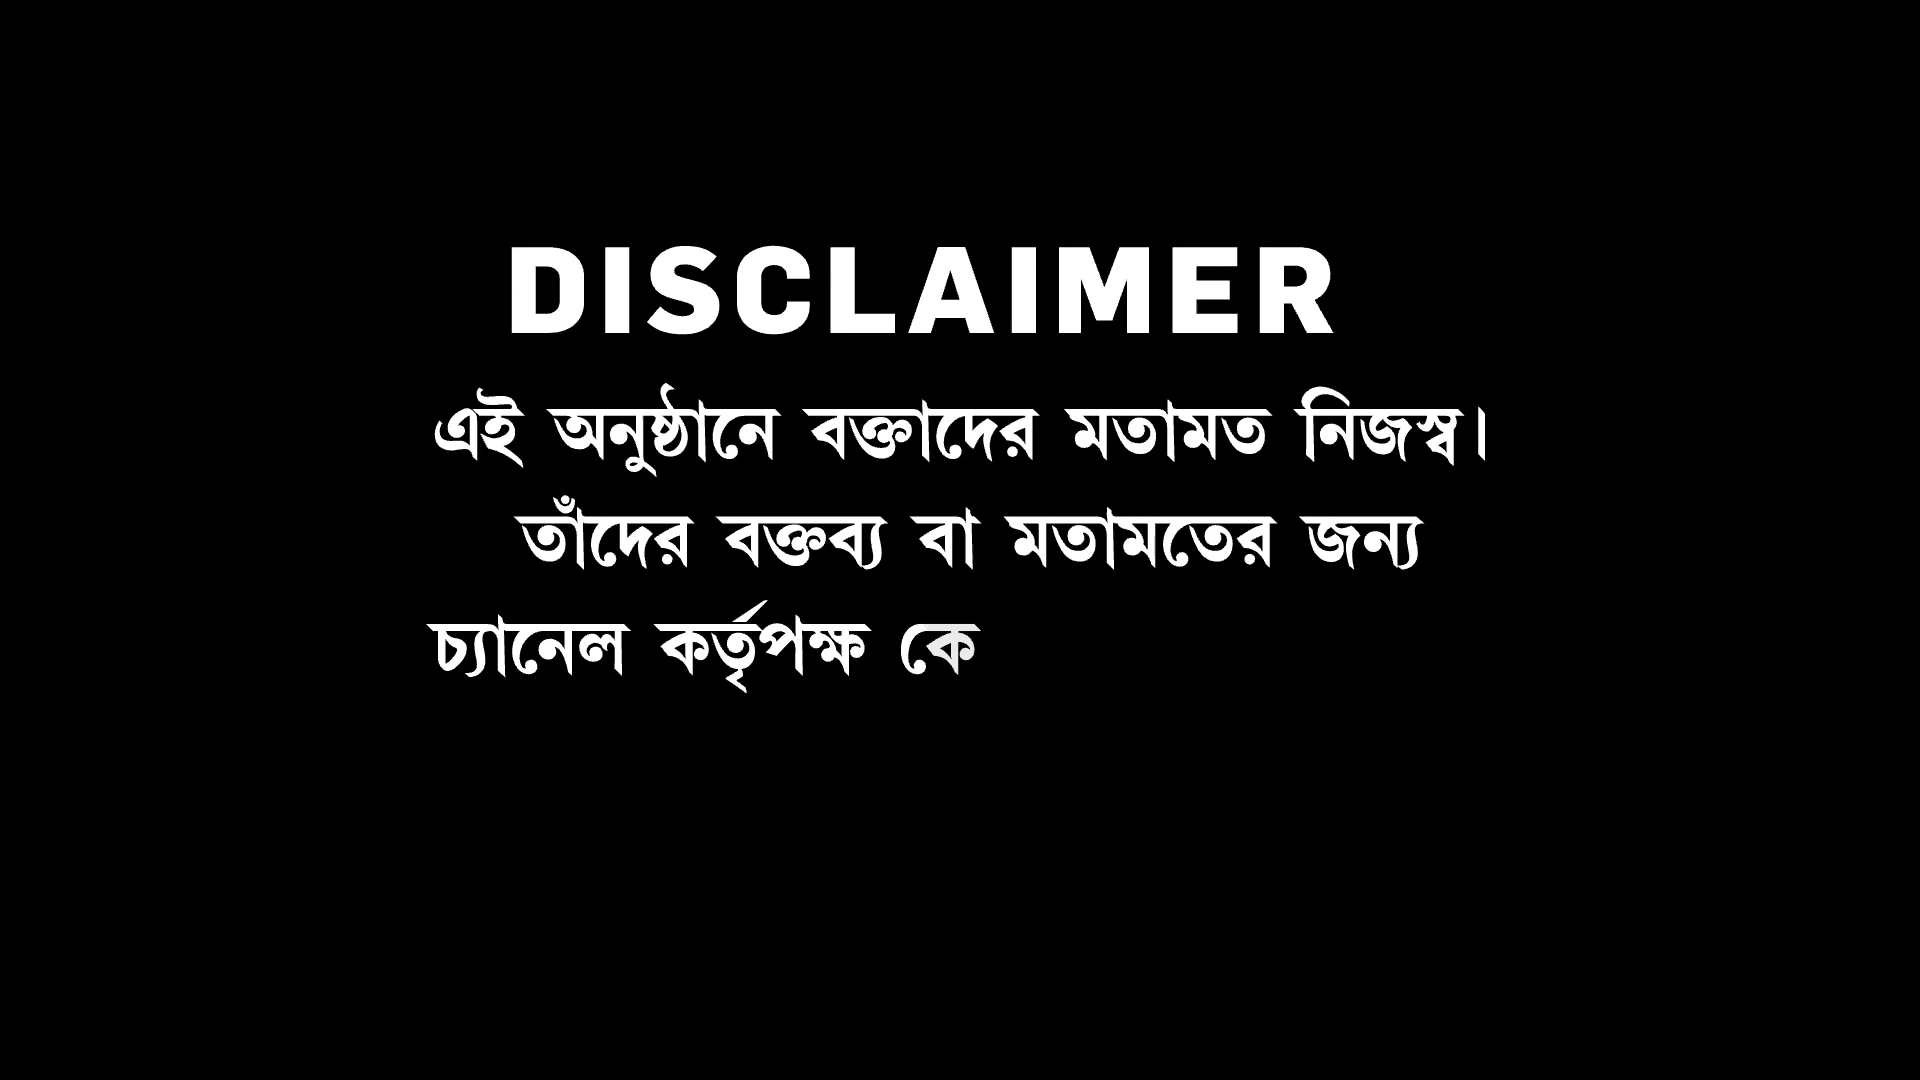 DISCLAIMER
এই অনুষ্ঠানে বক্তাদের মতামত নিজস্ব।
তাঁদের বক্তব্য বা মতামতের জন্য
চ্যানেল কর্তৃপক্ষ কে